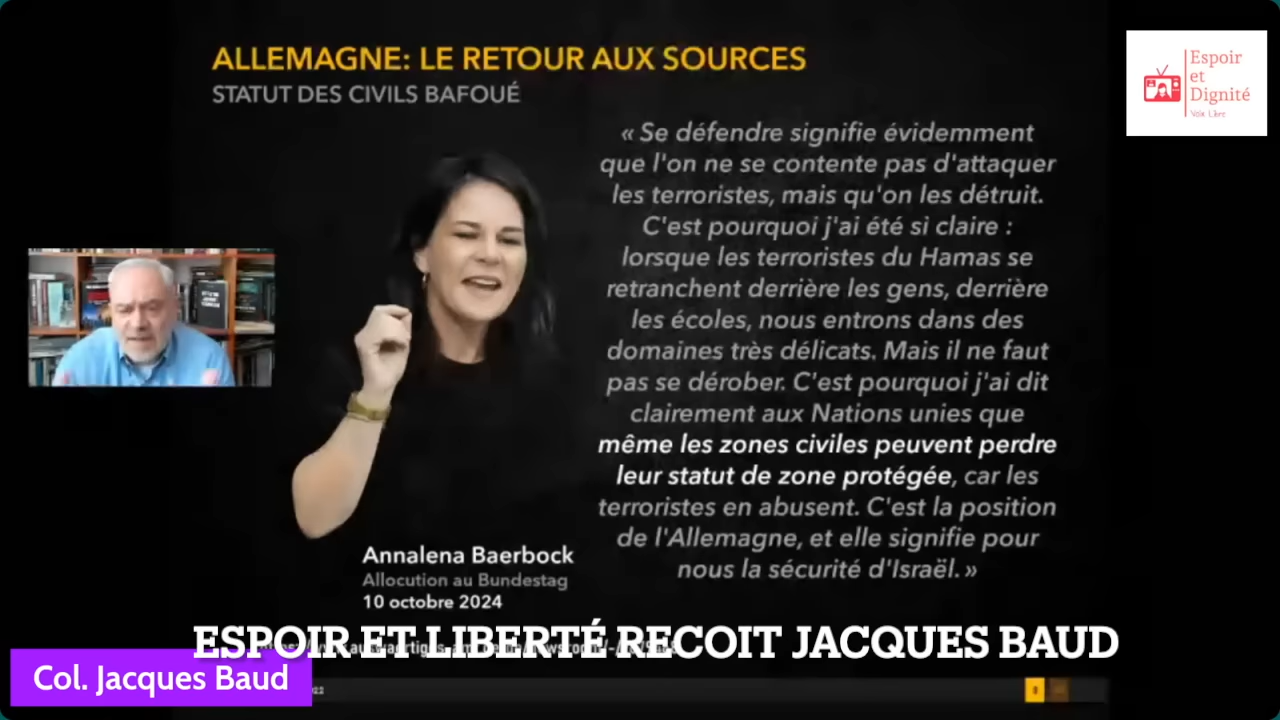 ALLEMAGNE: LE RETOUR AUX SOURCES
STATUT DES CIVILS BAFOUÉ
Espoir
et
Dignité
« Se défendre signifie évidemment
que l'on ne se contente pas d'attaquer
les terroristes, mais qu'on les détruit.
C'est pourquoi j'ai été si claire :
lorsque les terroristes du Hamas se
retranchent derrière les gens, derrière
les écoles, nous entrons dans des
domaines très délicats. Mais il ne faut
pas se dérober. C'est pourquoi j'ai dit
clairement aux Nations unies que
même les zones civiles peuvent perdre
leur statut de zone protégée, car les
terroristes en abusent. C'est la position
de l'Allemagne, et elle signifie pour
nous la sécurité d'Israël. »
Annalena Baerbock
Allocution au Bundestag
10 octobre 2024
ESPOIR ET LIBERTÉ RECOIT JACQUES BAUD
Col. Jacques Baud